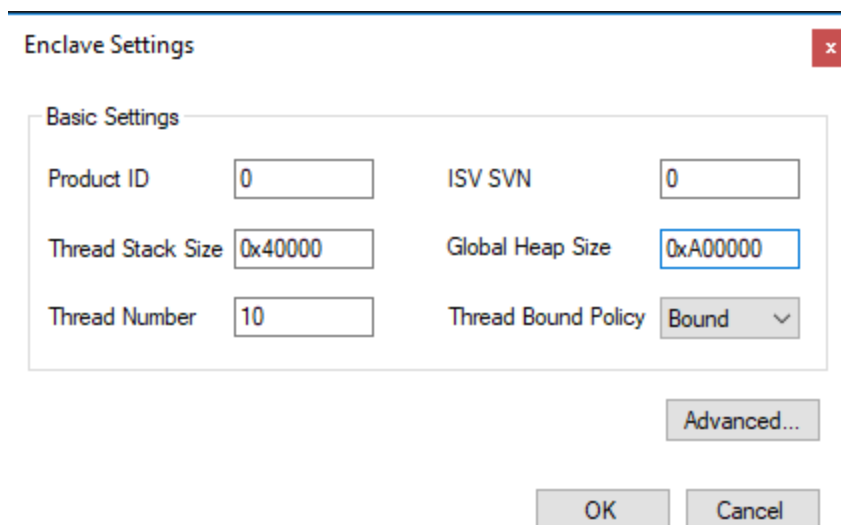 Enclave Settings
x
Basic Settings
Product ID 0 ISV SVN 0
Thread Stack Size 0x40000 Global Heap Size 0xA00000
Thread Number 10 Thread Bound Policy Bound
Advanced...
OK Cancel